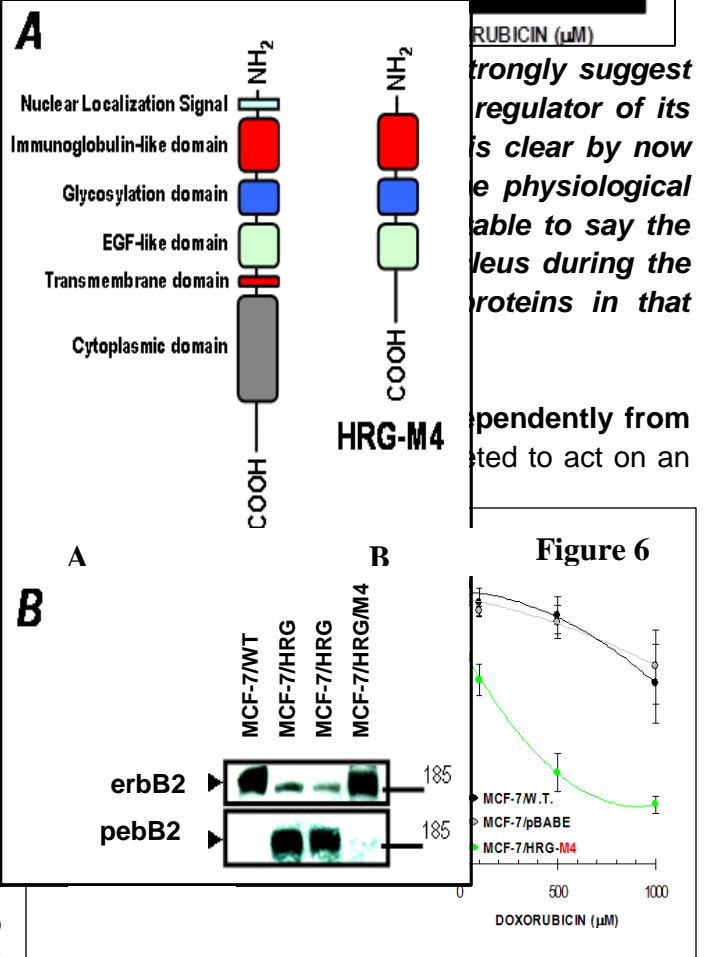 A
RUBICIN (µM)
NH2
NH2
Nuclear Localization Signal
Immunoglobulin-like domain
Glycosylation domain
EGF-like domain
Transmembrane domain
Cytoplasmic domain
COOH
COOH
HRG-M4
trongly suggest
regulator of its
is clear by now
e physiological
able to say the
leus during the
proteins in that
ependently from
eted to act on an
A
B
Figure 6
B
MCF-7/WT
MCF-7/HRG
MCF-7/HRG
MCF-7/HRG/M4
erbB2
185
pebB2
185
MCF-7/W.T.
MCF-7/pBABE
MCF-7/HRG-M4
0
500
1000
DOXORUBICIN (µM)